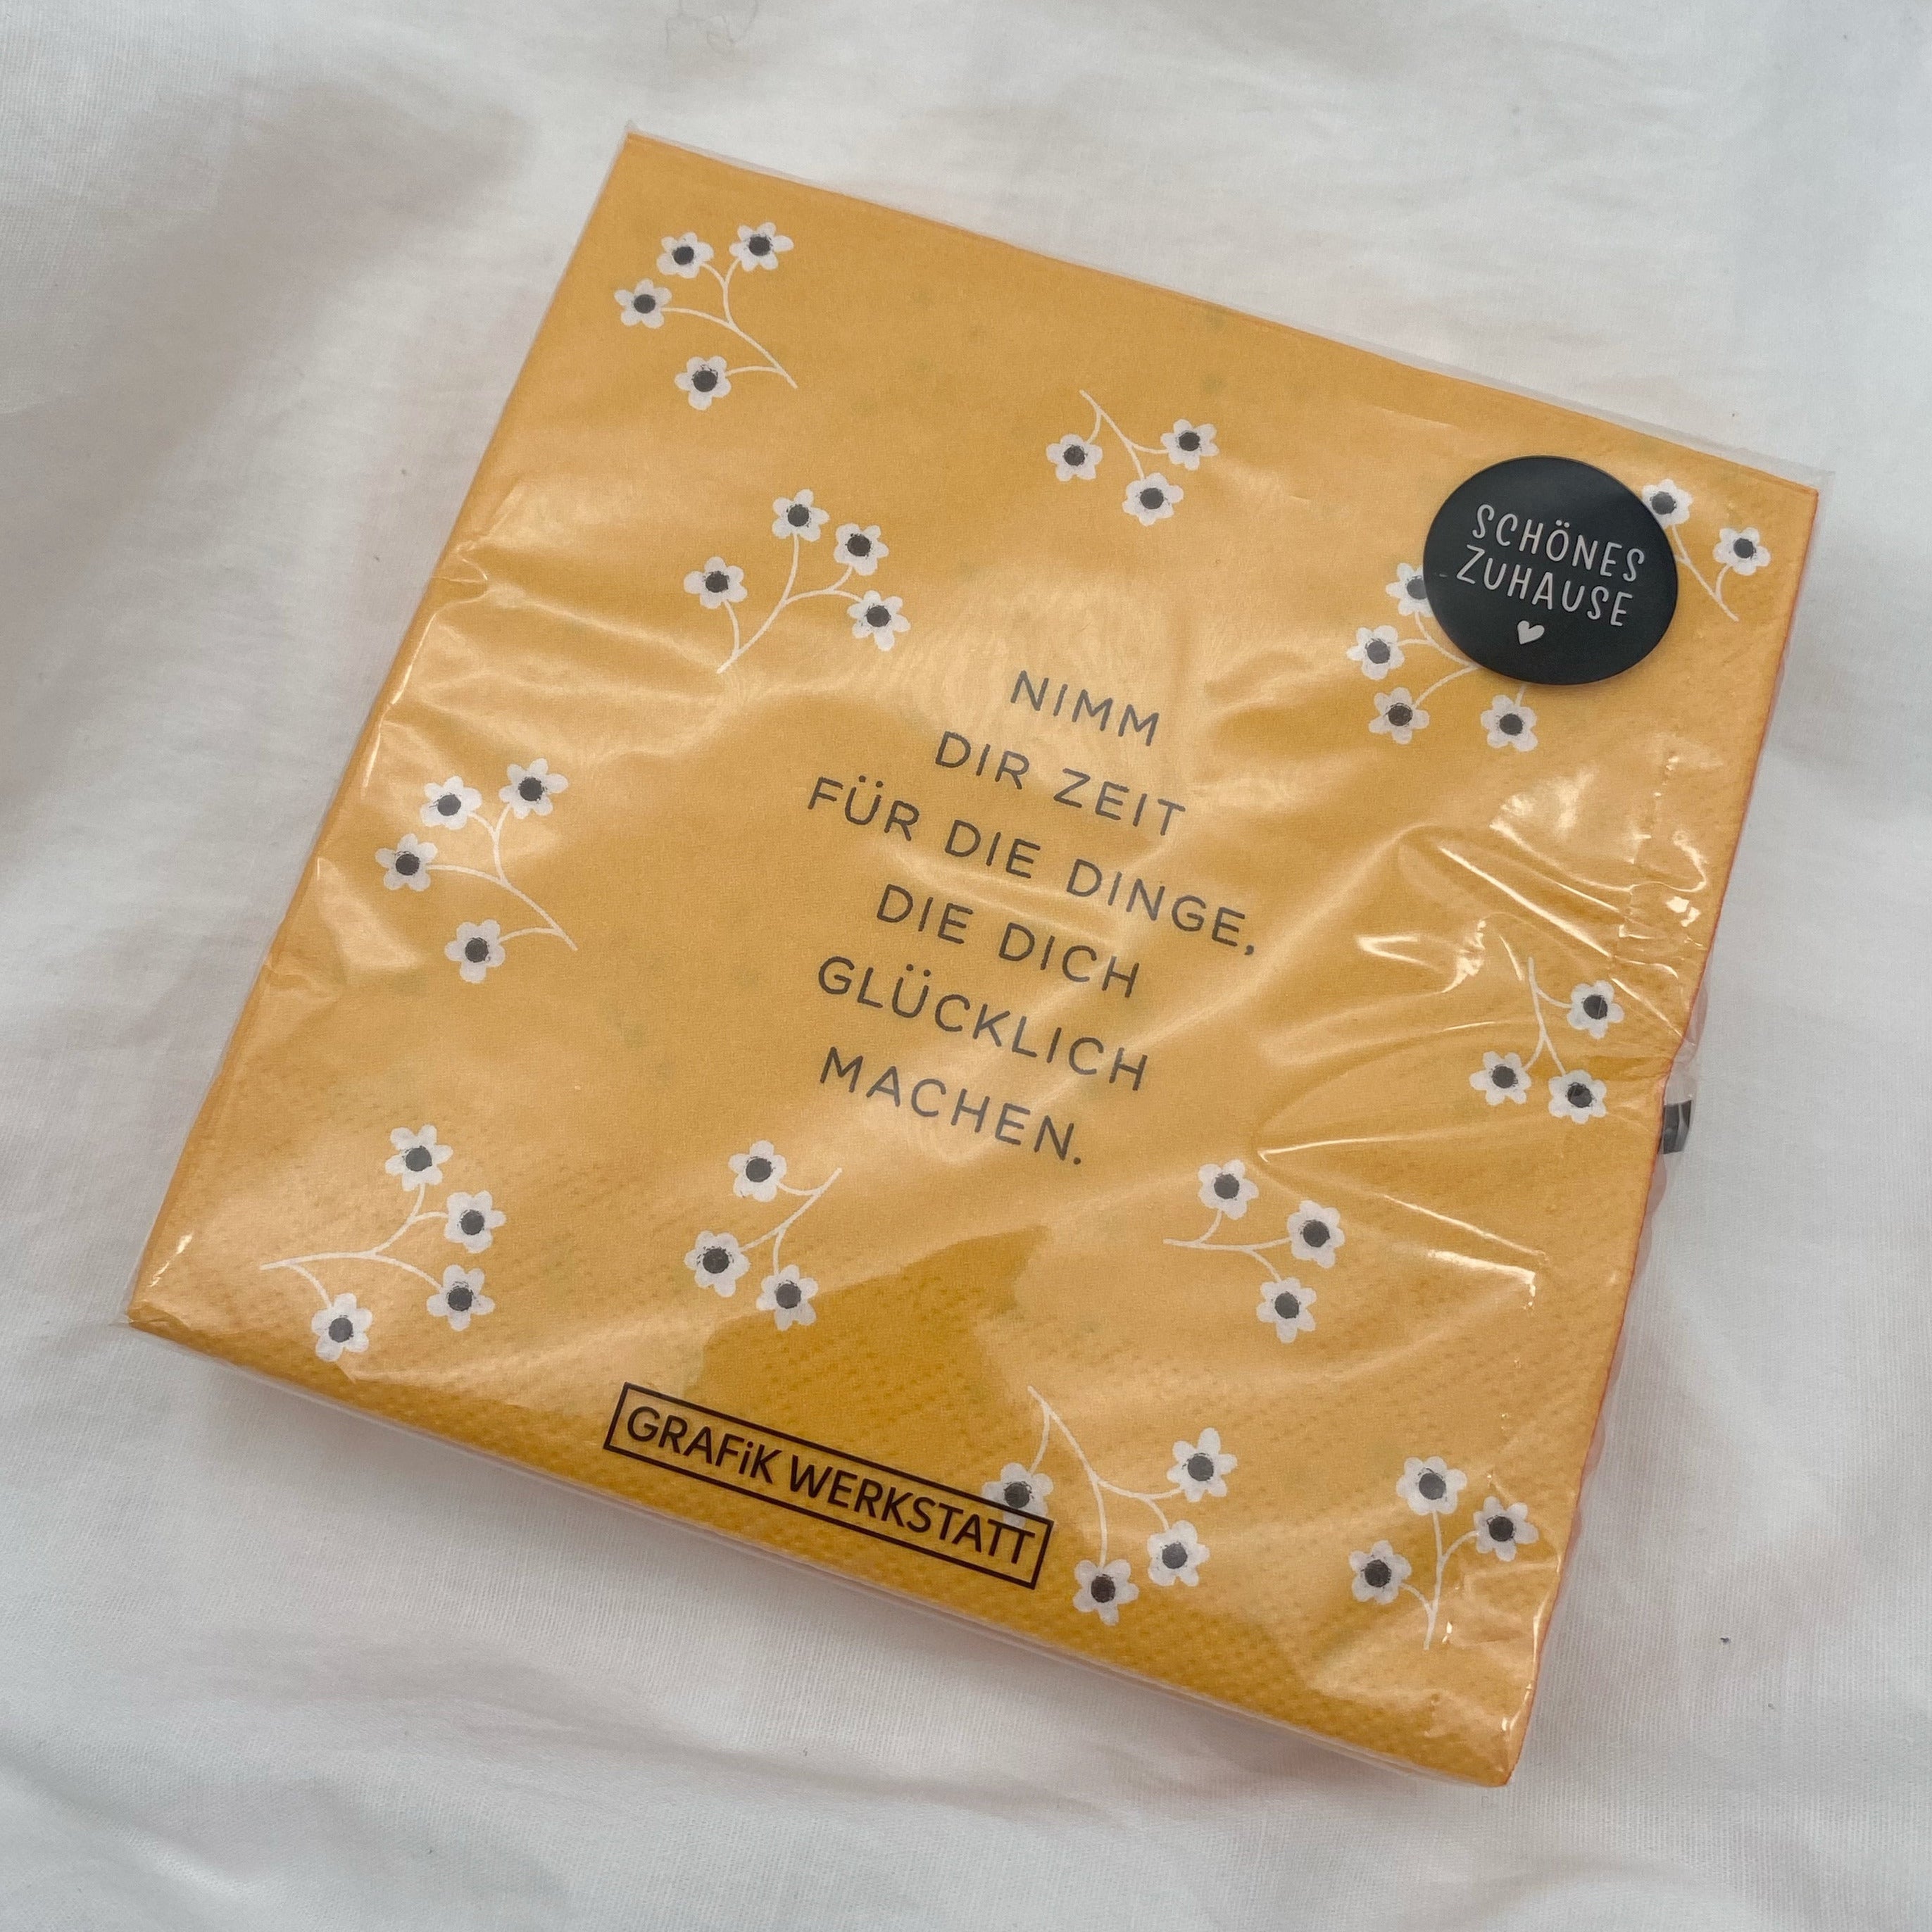 SCHÖNES
ZUHAUSE
NIMM
DIR ZEIT
FÜR DIE DINGE,
DIE DICH
GLÜCKLICH
MACHEN.
GRAFiK WERKSTATT